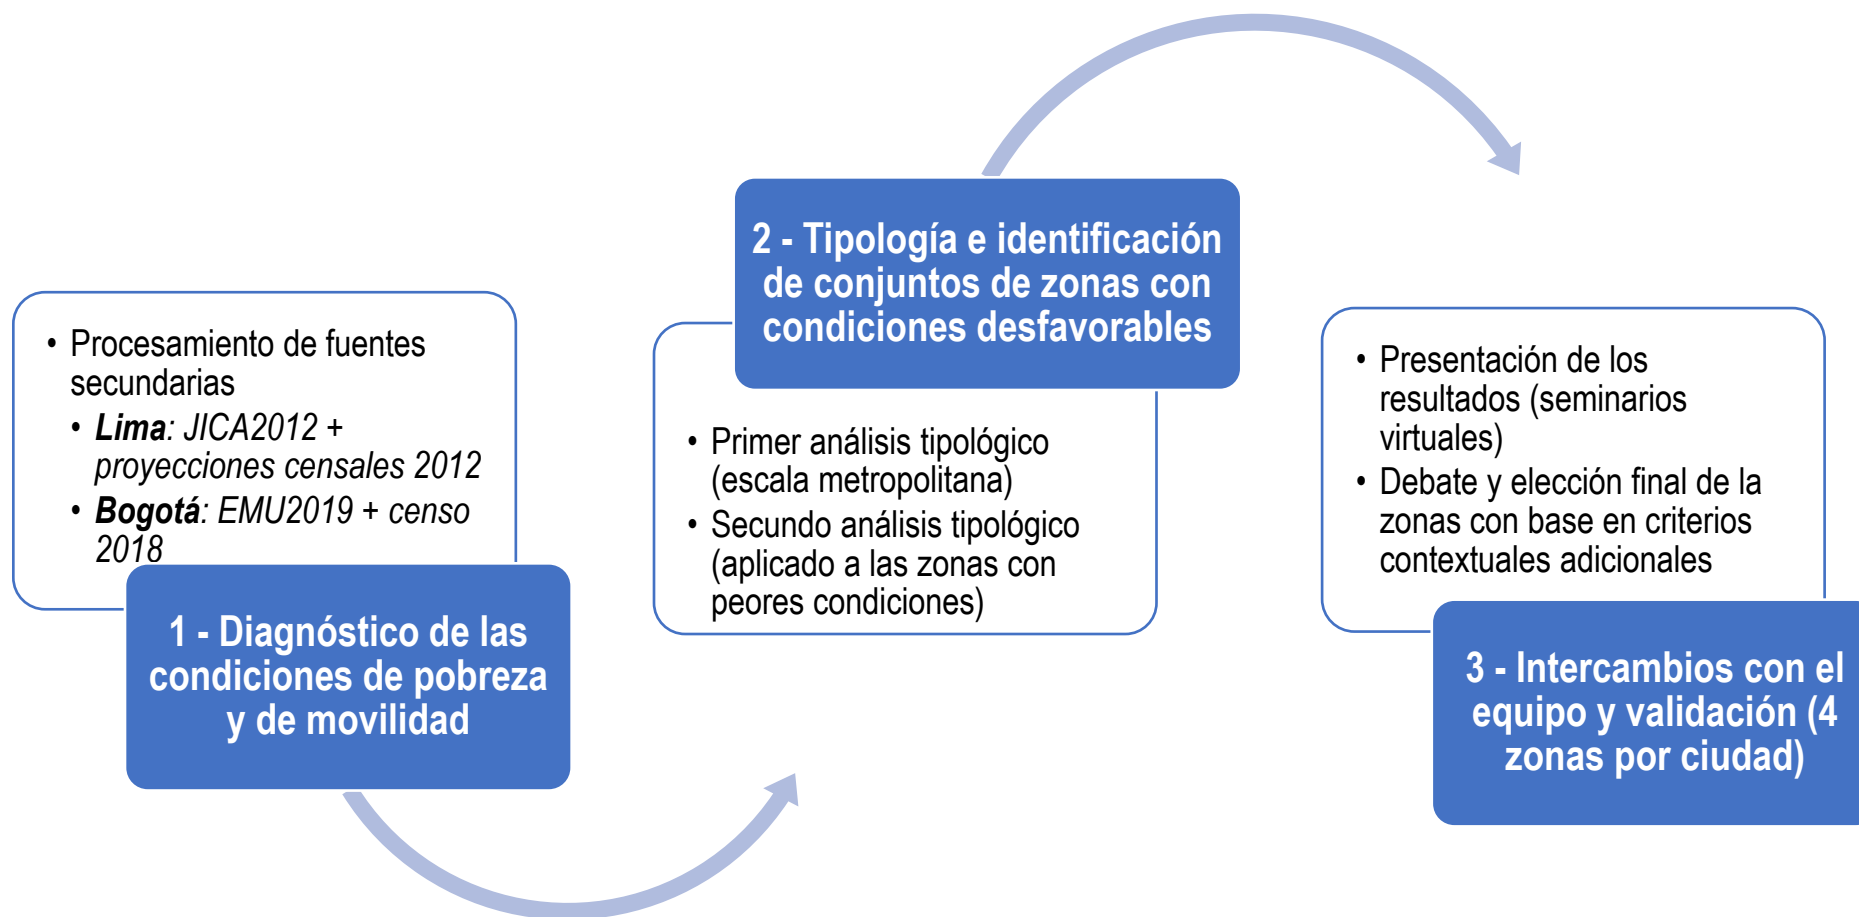 • Procesamiento de fuentes
secundarias
• Lima: JICA2012 +
proyecciones censales 2012
• Bogotá: EMU2019 + censo
2018
1 - Diagnóstico de las
condiciones de pobreza
y de movilidad
2 - Tipología e identificación
de conjuntos de zonas con
condiciones desfavorables
• Primer análisis tipológico
(escala metropolitana)
• Secundo análisis tipológico
(aplicado a las zonas con
peores condiciones)
• Presentación de los
resultados (seminarios
virtuales)
• Debate y elección final de la
zonas con base en criterios
contextuales adicionales
3 - Intercambios con el
equipo y validación (4
zonas por ciudad)